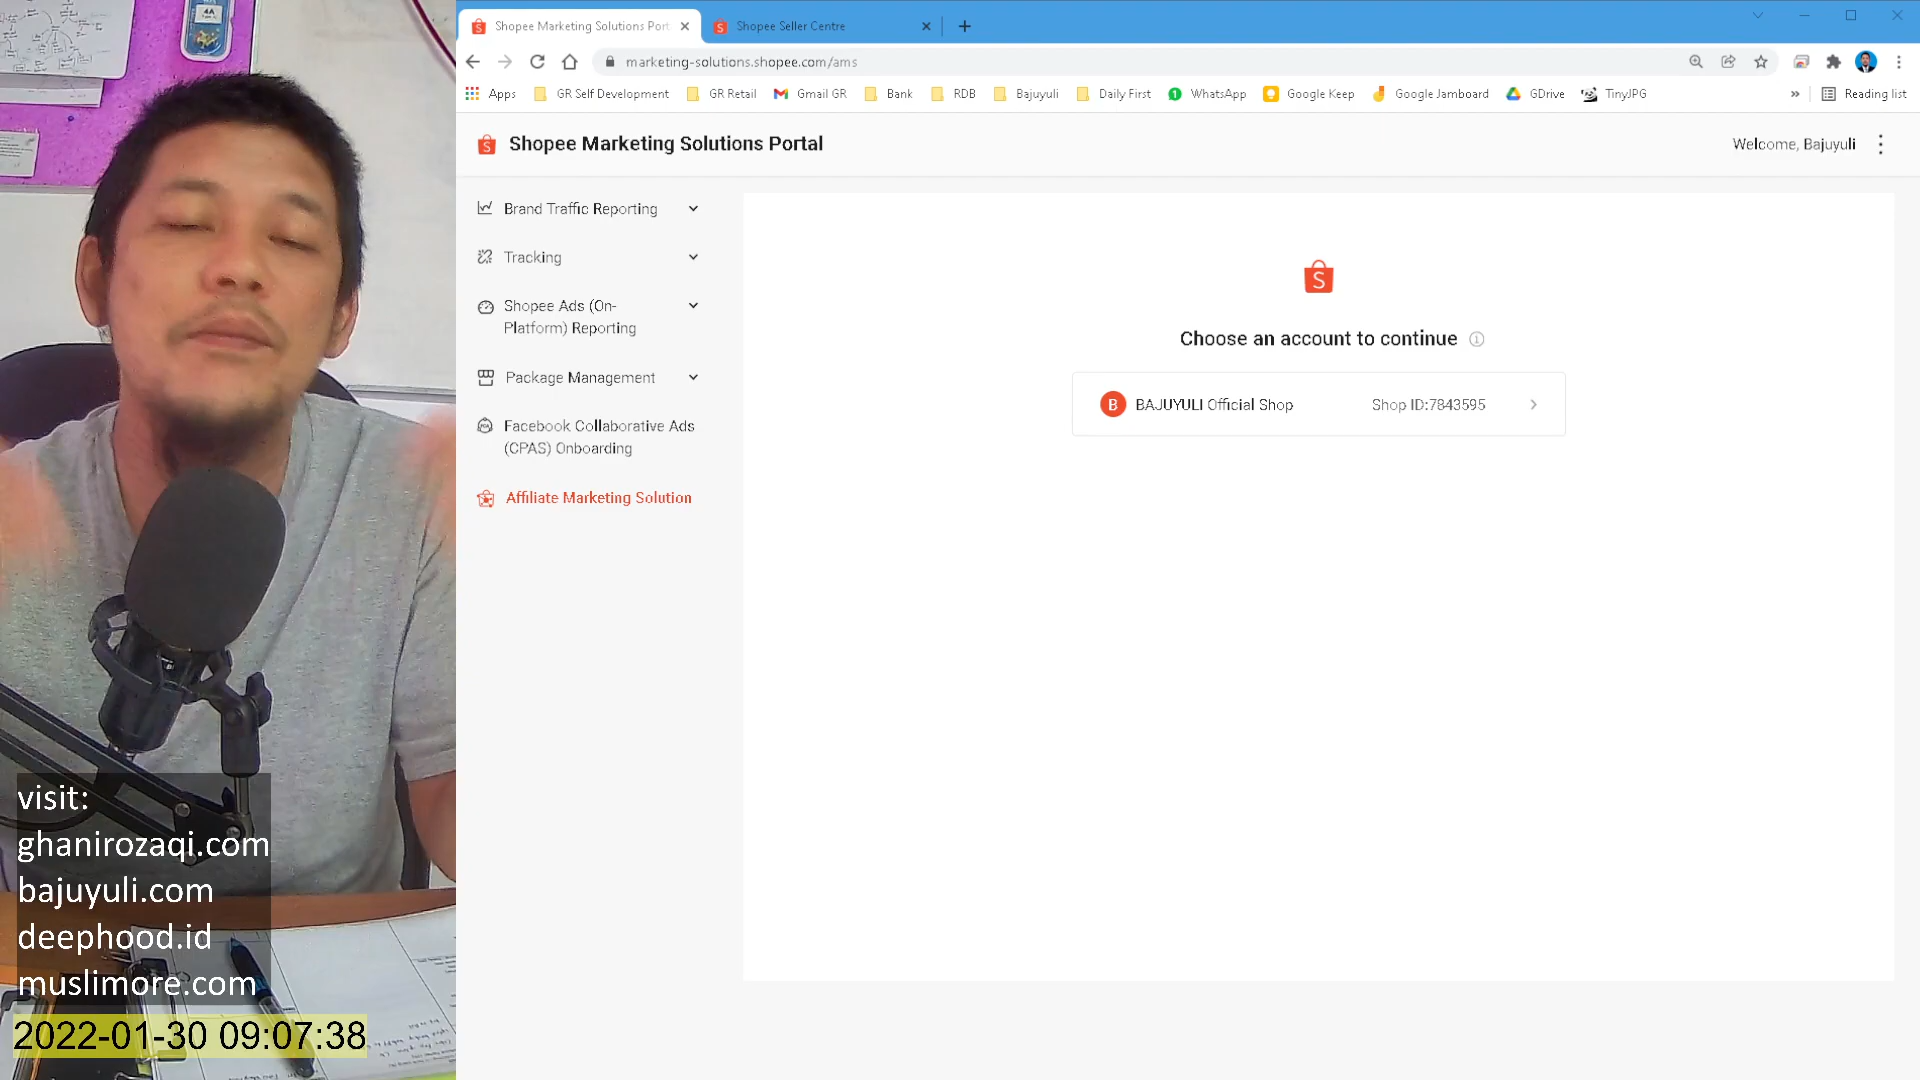 4A
visit:
ghanirozaqi.com
bajuyuli.com
deephood.id
muslimore.com
2022-01-30 09:07:38
Shopee Marketing Solutions Port
Shopee Seller Centre
marketing-solutions.shopee.com/ams
Apps
GR Self Development
GR Retail
Gmail GR
Bank
RDB
Bajuyuli
Daily First
WhatsApp
Google Keep
Google Jamboard
GDrive
TinyJPG
»
Reading list
Shopee Marketing Solutions Portal
Welcome, Bajuyuli
Brand Traffic Reporting
Tracking
Shopee Ads (On-
Platform) Reporting
Package Management
Facebook Collaborative Ads
(CPAS) Onboarding
Affiliate Marketing Solution
Choose an account to continue
B BAJUYULI Official Shop Shop ID:7843595